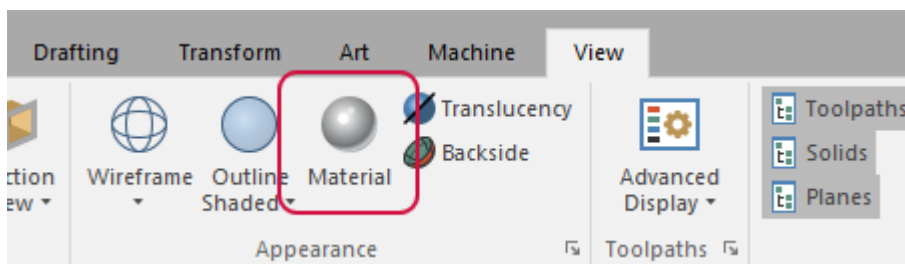 Drafting Transform Art Machine View
Translucency Toolpaths
Backside Solids
ction Wireframe Outline Material Advanced Planes
ew Shaded Display
Appearance Toolpaths